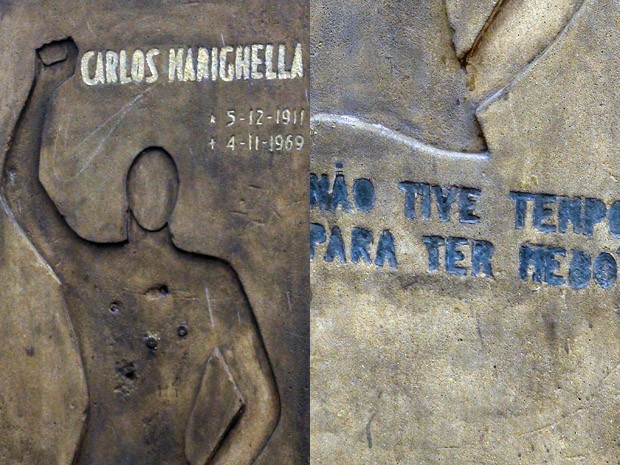 CARLOS MARIGHELLA
* 5-12-1911
+ 4-11-1969
NÃO TIVE TEMPO
PARA TER MEDO